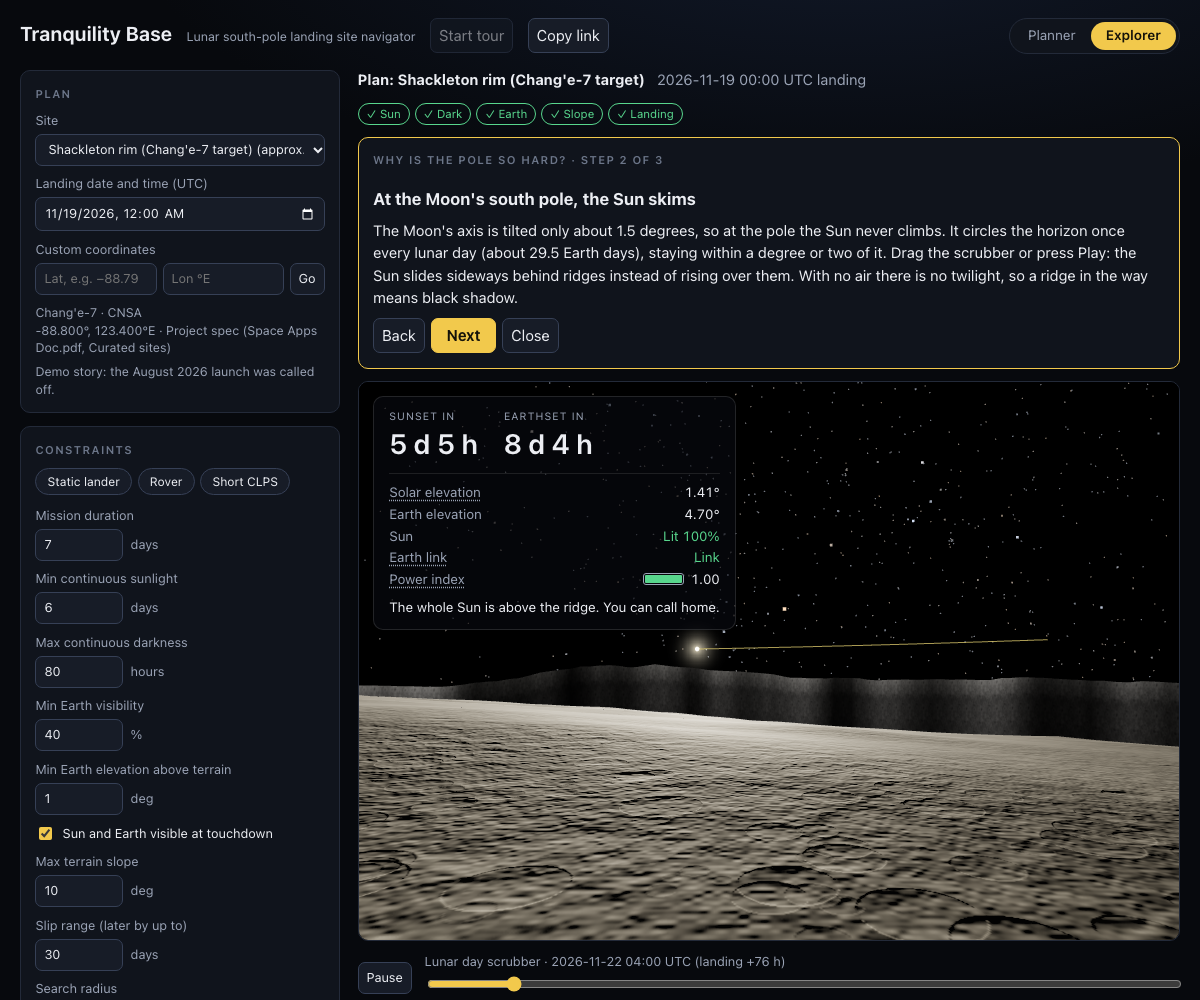 Tranquility Base
Lunar south-pole landing site navigator
Start tour
Copy link
Planner
Explorer
PLAN
Site
Shackleton rim (Chang'e-7 target) (approx.
Landing date and time (UTC)
11/19/2026, 12:00 AM
Custom coordinates
Lat, e.g. −88.79
Lon °E
Go
Chang'e-7 · CNSA
-88.800°, 123.400°E · Project spec (Space Apps
Doc.pdf, Curated sites)
Demo story: the August 2026 launch was called
off.
CONSTRAINTS
Static lander
Rover
Short CLPS
Mission duration
7 days
Min continuous sunlight
6 days
Max continuous darkness
80 hours
Min Earth visibility
40 %
Min Earth elevation above terrain
1 deg
Sun and Earth visible at touchdown
Max terrain slope
10 deg
Slip range (later by up to)
30 days
Search radius
Plan: Shackleton rim (Chang'e-7 target) 2026-11-19 00:00 UTC landing
✓ Sun
✓ Dark
✓ Earth
✓ Slope
✓ Landing
WHY IS THE POLE SO HARD? · STEP 2 OF 3
At the Moon's south pole, the Sun skims
The Moon's axis is tilted only about 1.5 degrees, so at the pole the Sun never climbs. It circles the horizon once
every lunar day (about 29.5 Earth days), staying within a degree or two of it. Drag the scrubber or press Play: the
Sun slides sideways behind ridges instead of rising over them. With no air there is no twilight, so a ridge in the way
means black shadow.
Back
Next
Close
SUNSET IN
5 d 5 h
EARTHSET IN
8 d 4 h
Solar elevation 1.41°
Earth elevation 4.70°
Sun Lit 100%
Earth link Link
Power index 1.00
The whole Sun is above the ridge. You can call home.
Pause
Lunar day scrubber · 2026-11-22 04:00 UTC (landing +76 h)